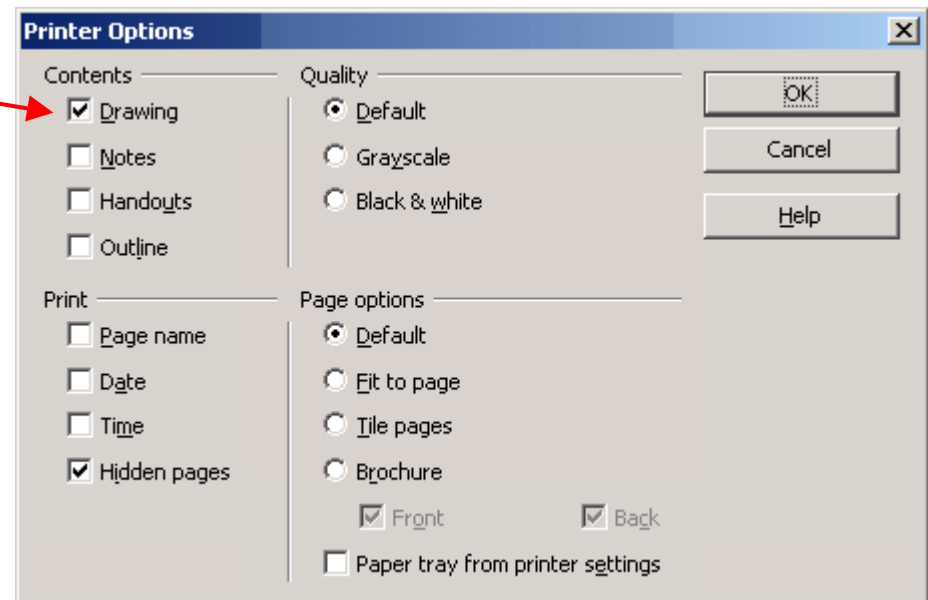 Printer Options
Contents
Drawing
Notes
Handouts
Outline
Quality
Default
Grayscale
Black & white
OK
Cancel
Help
Print
Page name
Date
Time
Hidden pages
Page options
Default
Fit to page
Tile pages
Brochure
Front Back
Paper tray from printer settings